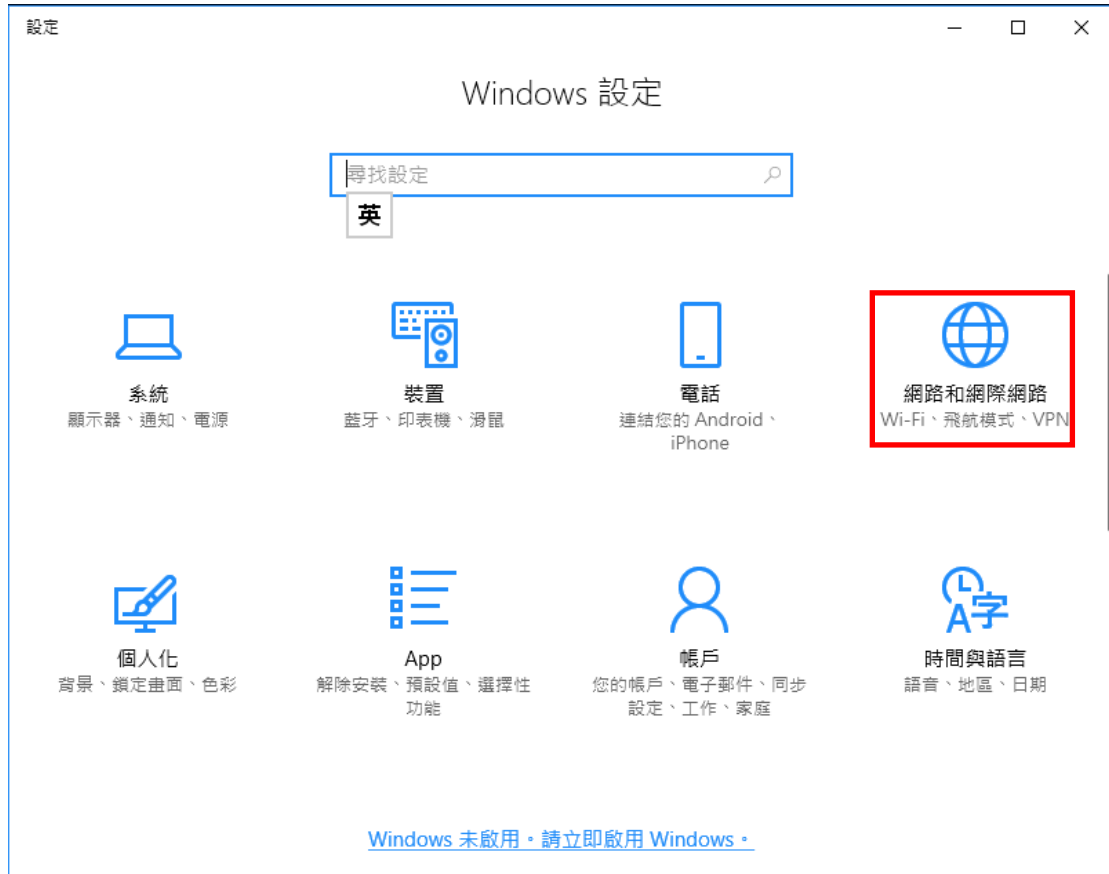 設定
Windows 設定
尋找設定
英
系統
顯示器、通知、電源
裝置
藍牙、印表機、滑鼠
電話
連結您的 Android、
iPhone
網路和網際網路
Wi-Fi、飛航模式、VPN
個人化
背景、鎖定畫面、色彩
App
解除安裝、預設值、選擇性
功能
帳戶
您的帳戶、電子郵件、同步
設定、工作、家庭
時間與語言
語音、地區、日期
Windows 未啟用。請立即啟用 Windows。